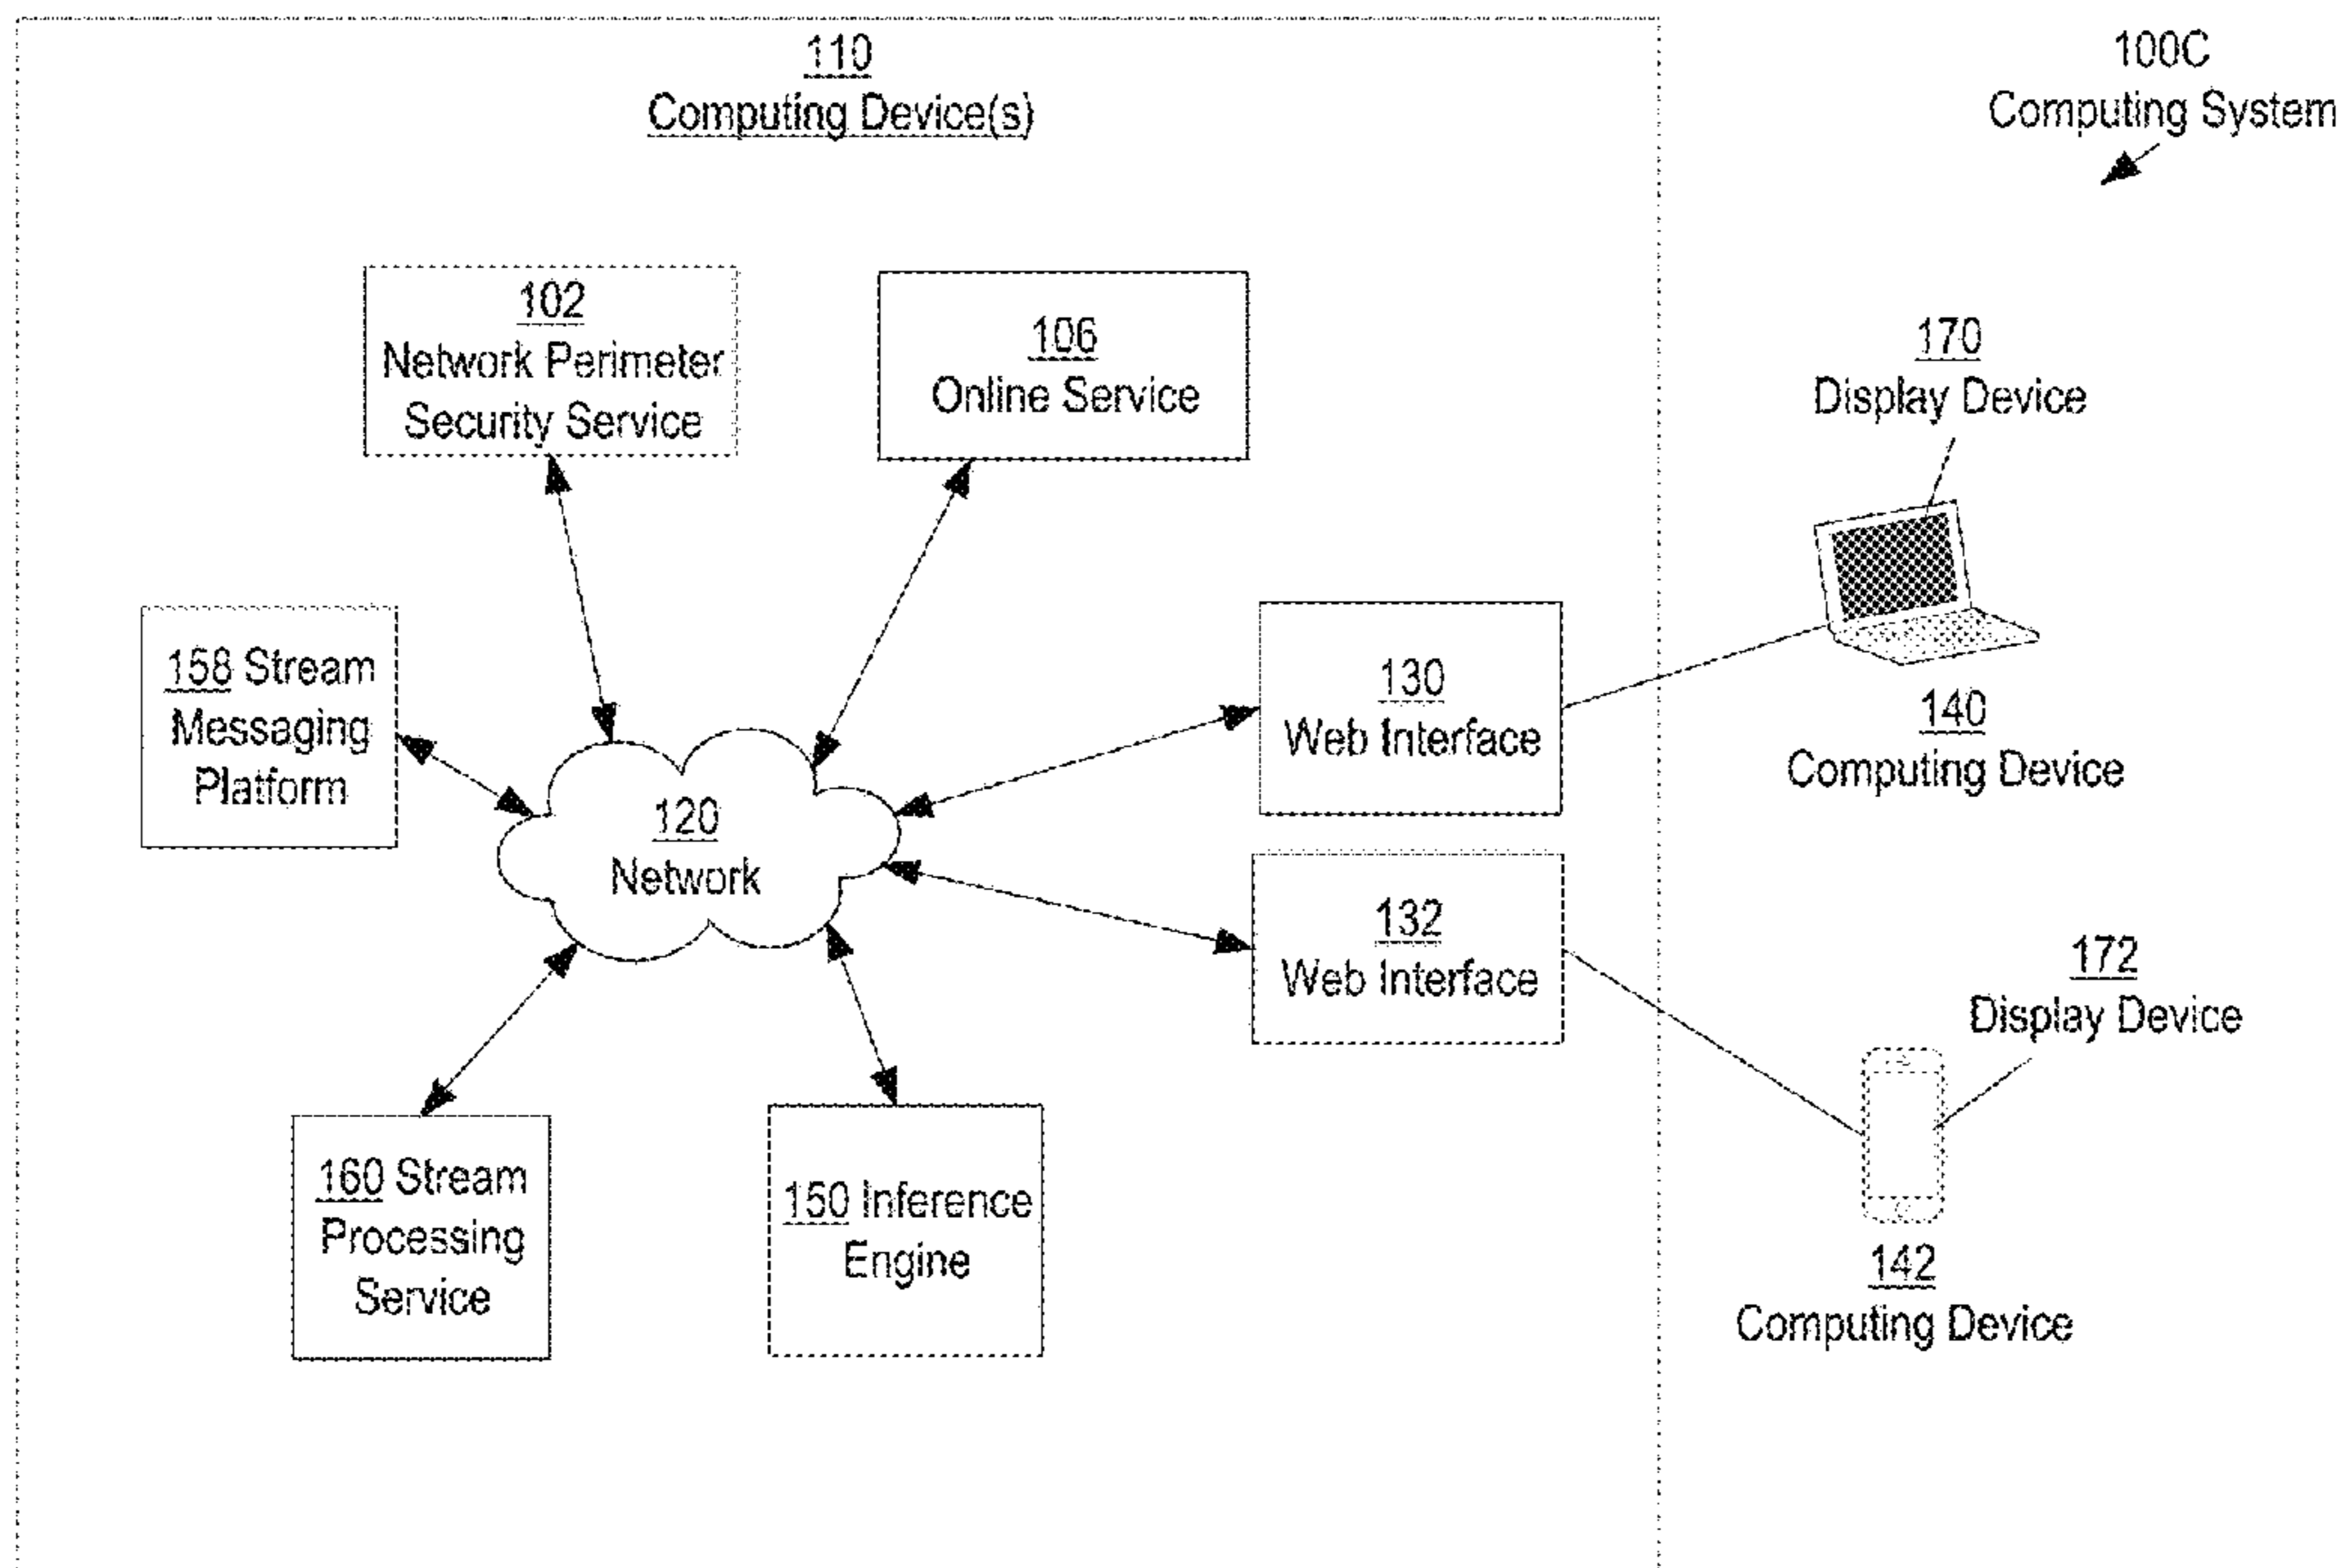 110
Computing Device(s)
100C
Computing System
102
Network Perimeter
Security Service
106
Online Service
170
Display Device
158 Stream
Messaging
Platform
130
Web Interface
140
Computing Device
120
Network
132
Web Interface
172
Display Device
160 Stream
Processing
Service
150 Inference
Engine
142
Computing Device